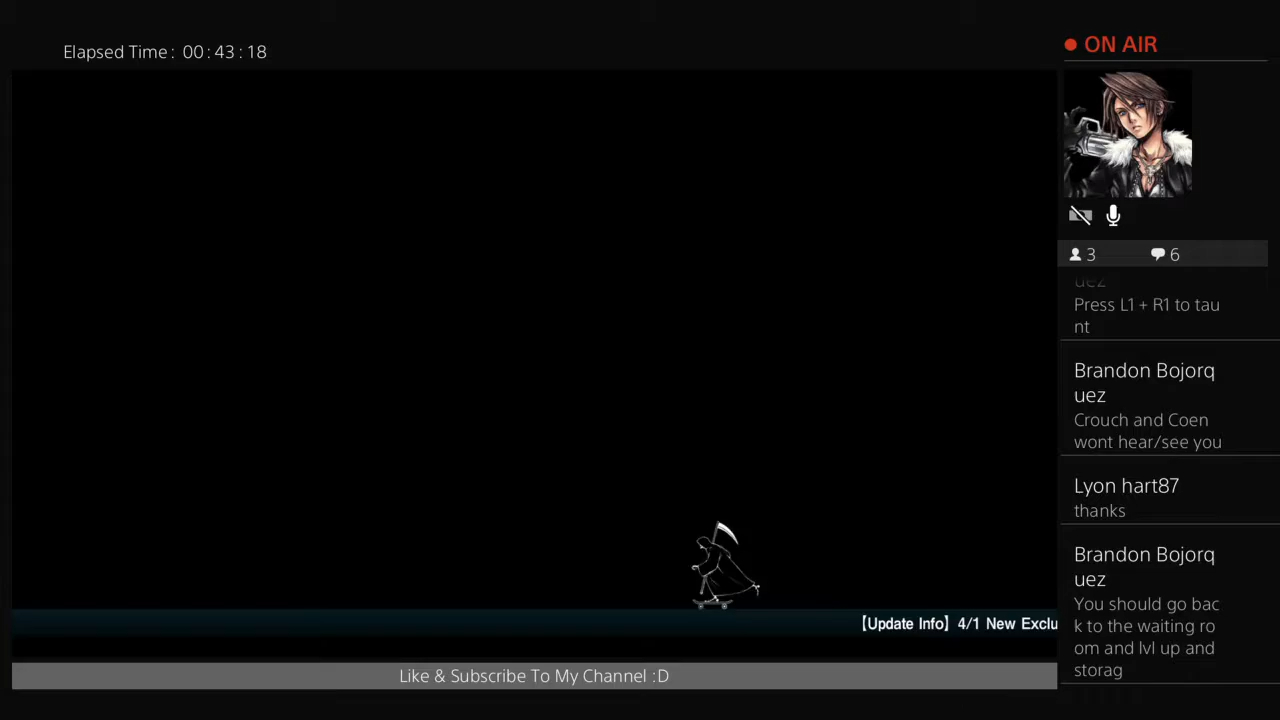 Elapsed Time: 00:43:18
ON AIR
3 6
uez
Press L1 + R1 to tau
nt
Brandon Bojorq
uez
Crouch and Coen
wont hear/see you
Lyon hart87
thanks
Brandon Bojorq
uez
You should go bac
k to the waiting ro
om and lvl up and
storag
【Update Info】 4/1 New Exclu
Like & Subscribe To My Channel :D